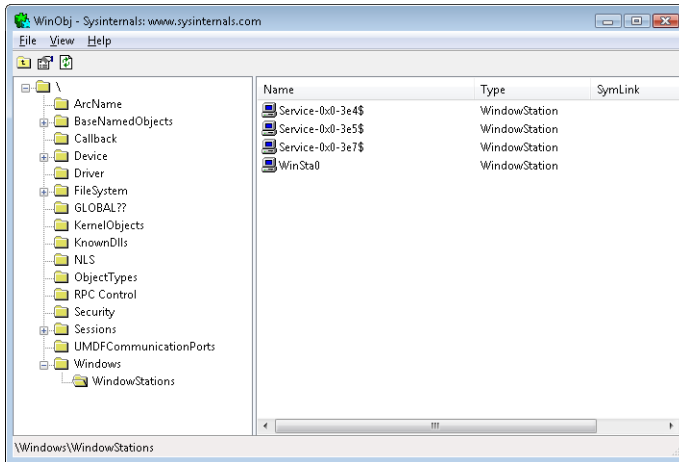 WinObj - Sysinternals: www.sysinternals.com
File View Help
\
ArcName
BaseNamedObjects
Callback
Device
Driver
FileSystem
GLOBAL??
KernelObjects
KnownDlls
NLS
ObjectTypes
RPC Control
Security
Sessions
UMDFCommunicationPorts
Windows
WindowStations
Name Type SymLink
Service-0x0-3e4$ WindowStation
Service-0x0-3e5$ WindowStation
Service-0x0-3e7$ WindowStation
WinSta0 WindowStation
\Windows\WindowStations